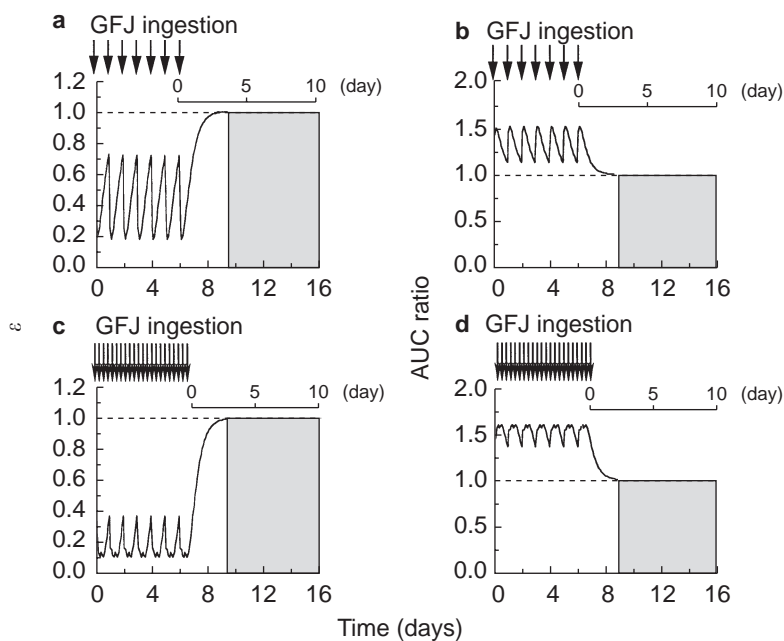 a GFJ ingestion
0 5 10 (day)
1.2
1.0
0.8
0.6
0.4
0.2
0.0
0 4 8 12 16
b GFJ ingestion
0 5 10 (day)
2.0
1.5
1.0
0.5
0.0
0 4 8 12 16
c GFJ ingestion
0 5 10 (day)
1.2
1.0
0.8
0.6
0.4
0.2
0.0
0 4 8 12 16
d GFJ ingestion
0 5 10 (day)
2.0
1.5
1.0
0.5
0.0
0 4 8 12 16
ε
AUC ratio
Time (days)